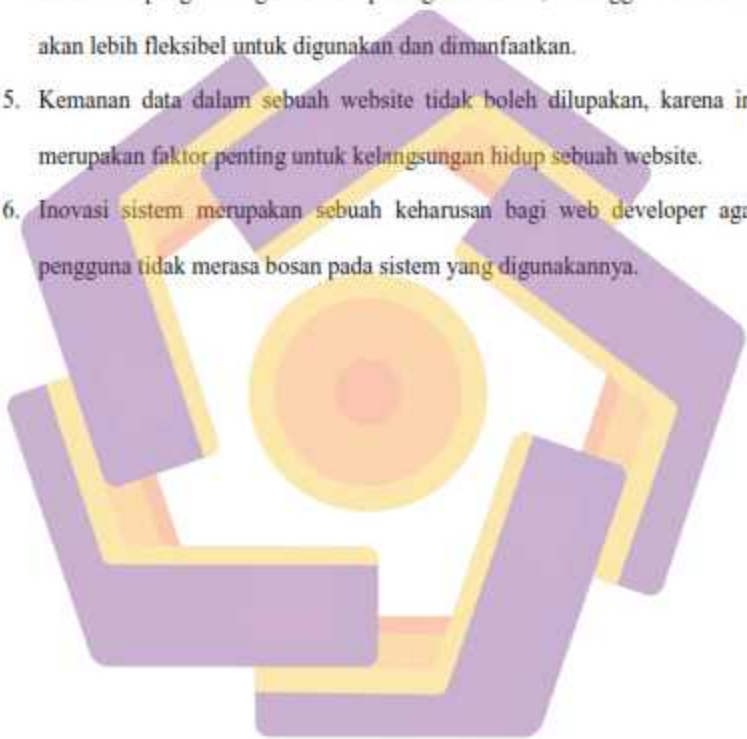 akan lebih fleksibel untuk digunakan dan dimanfaatkan.
5. Kemanan data dalam sebuah website tidak boleh dilupakan, karena
merupakan faktor penting untuk kelangsungan hidup sebuah website.
6. Inovasi sistem merupakan sebuah keharusan bagi web developer
pengguna tidak merasa bosan pada sistem yang digunakannya.